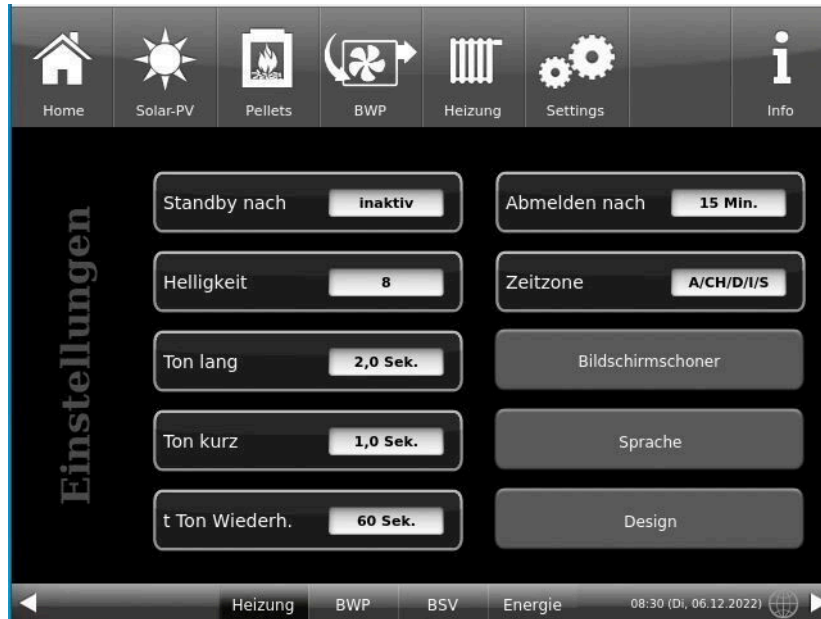 Home Solar-PV Pellets BWP Heizung Settings Info
Einstellungen
Standby nach inaktiv
Abmelden nach 15 Min.
Helligkeit 8
Zeitzone A/CH/D/I/S
Ton lang 2,0 Sek.
Bildschirmschoner
Ton kurz 1,0 Sek.
Sprache
t Ton Wiederh. 60 Sek.
Design
Heizung BWP BSV Energie 08:30 (Di, 06.12.2022)